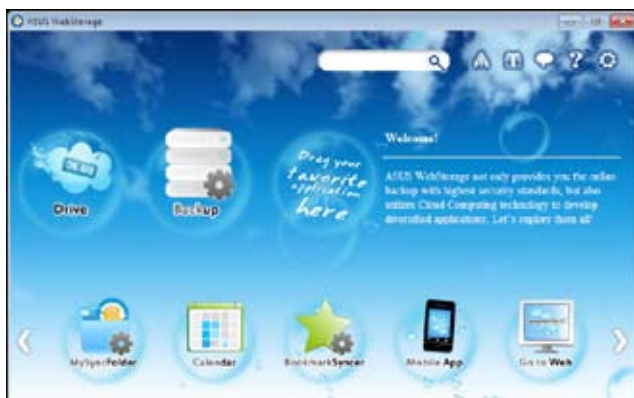 ASUS WebStorage
Welcome!
ASUS WebStorage not only provides you the online
backup with highest security standards, but also
utilizes Cloud Computing technology to develop
diversified applications. Let's explore them all!
Drag your
favorite
application
here
Drive
Backup
MySyncFolder
Calendar
BookmarkSyncer
Mobile App
Go to Web